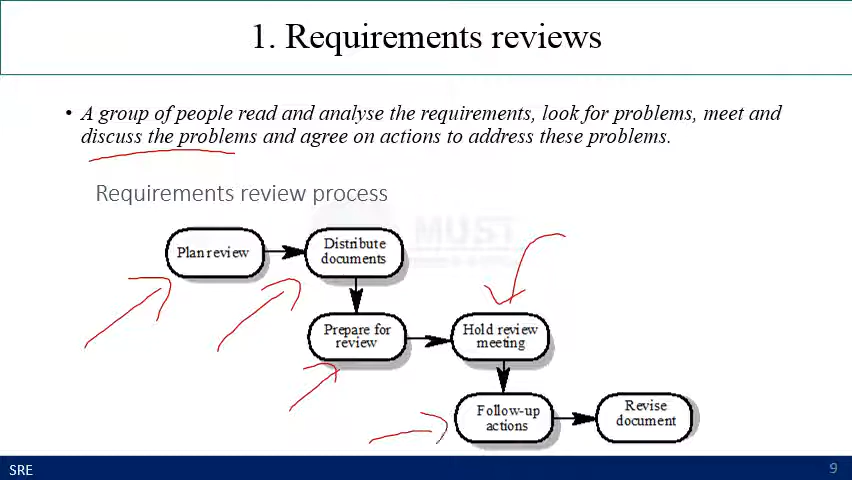 1. Requirements reviews
• A group of people read and analyse the requirements, look for problems, meet and
discuss the problems and agree on actions to address these problems.
Requirements review process
Plan review
Distribute
documents
Prepare for
review
Hold review
meeting
Follow-up
actions
Revise
document
MUST
SRE
9